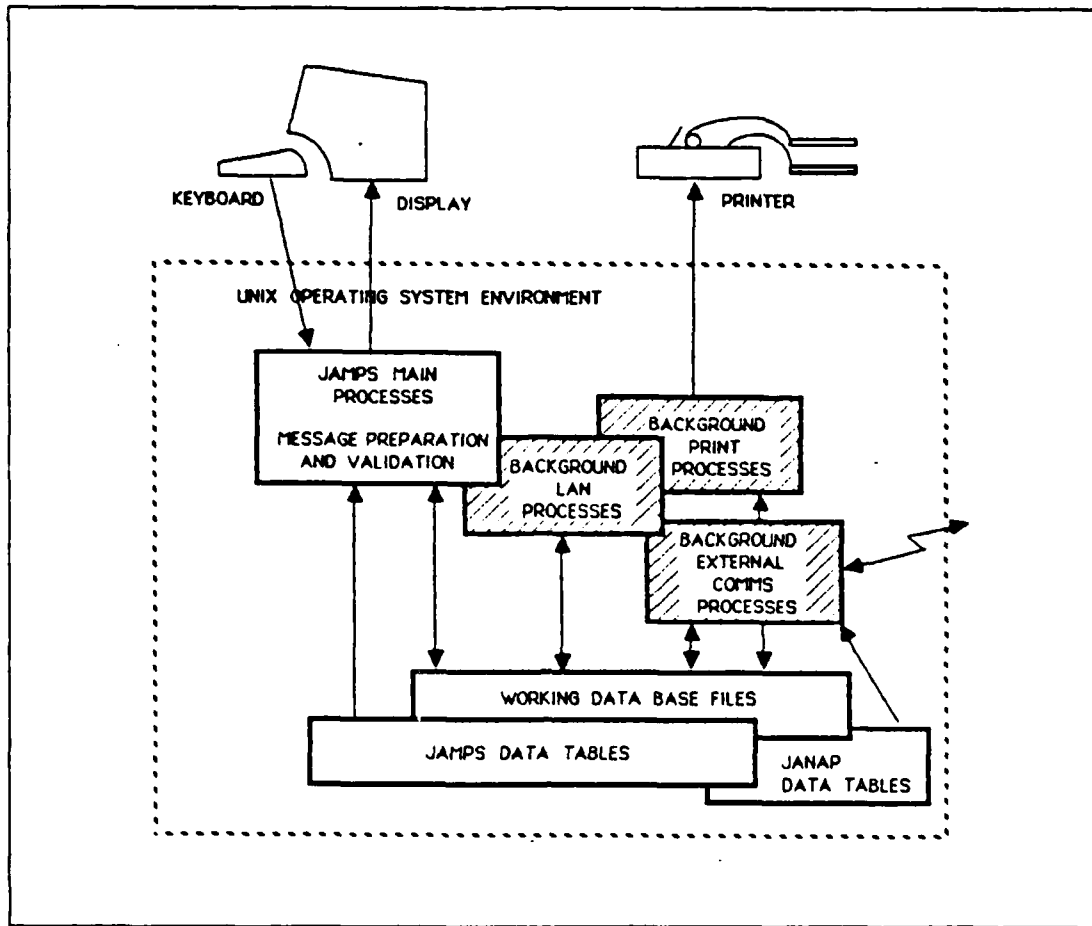 KEYBOARD
DISPLAY
PRINTER
UNIX OPERATING SYSTEM ENVIRONMENT
JAMPS MAIN
PROCESSES
MESSAGE PREPARATION
AND VALIDATION
BACKGROUND
PRINT
PROCESSES
BACKGROUND
LAN
PROCESSES
BACKGROUND
EXTERNAL
COMMS
PROCESSES
WORKING DATA BASE FILES
JAMPS DATA TABLES
JANAP
DATA TABLES